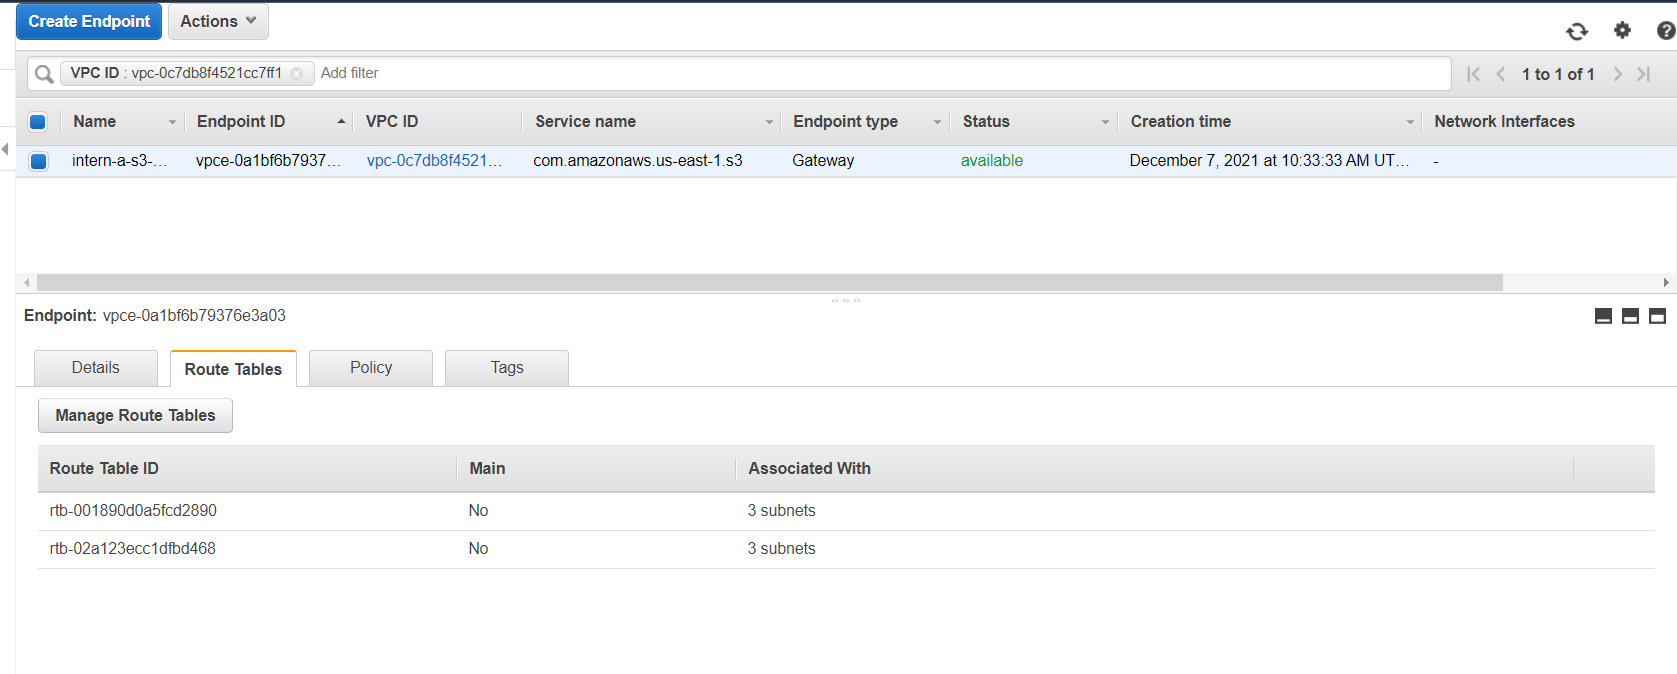 Create Endpoint Actions
VPC ID : vpc-0c7db8f4521cc7ff1 Add filter 1 to 1 of 1
Name Endpoint ID VPC ID Service name Endpoint type Status Creation time Network Interfaces
intern-a-s3-... vpce-0a1bf6b7937... vpc-0c7db8f4521... com.amazonaws.us-east-1.s3 Gateway available December 7, 2021 at 10:33:33 AM UT... -
Endpoint: vpce-0a1bf6b79376e3a03
Details Route Tables Policy Tags
Manage Route Tables
Route Table ID Main Associated With
rtb-001890d0a5fcd2890 No 3 subnets
rtb-02a123ecc1dfbd468 No 3 subnets